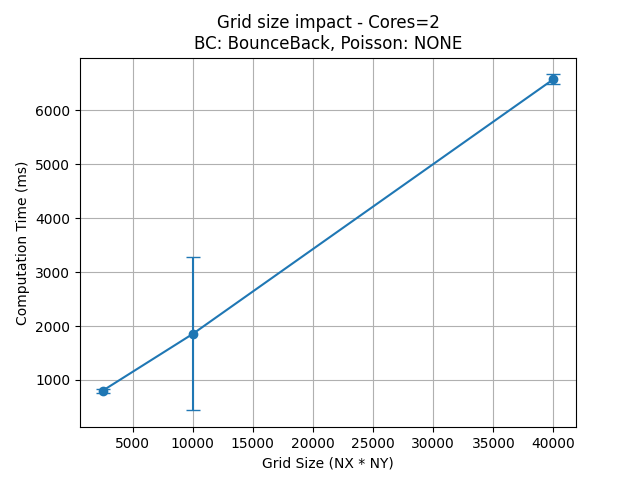 Grid size impact - Cores=2
BC: BounceBack, Poisson: NONE
6000
5000
4000
3000
2000
1000
Computation Time (ms)
5000 10000 15000 20000 25000 30000 35000 40000
Grid Size (NX * NY)